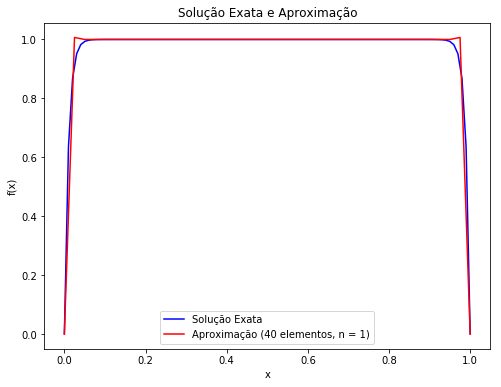 Solução Exata e Aproximação
f(x)
1.0
0.8
0.6
0.4
0.2
0.0
Solução Exata
Aproximação (40 elementos, n = 1)
0.0 0.2 0.4 0.6 0.8 1.0
x